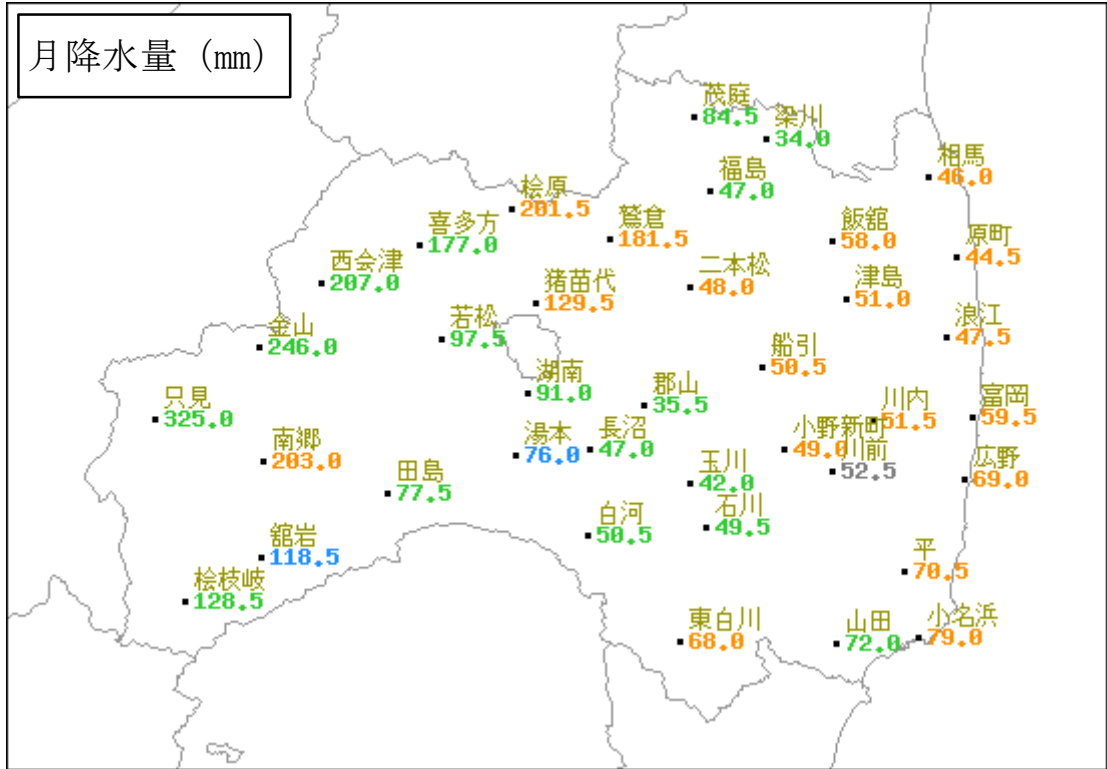 月降水量 (mm)
茂庭
84.5
梁川
34.0
相馬
46.0
福島
47.0
桧原
201.5
鷲倉
181.5
飯舘
58.0
喜多方
177.0
原町
44.5
西会津
207.0
二本松
48.0
津島
51.0
猪苗代
129.5
若松
97.5
浪江
47.5
金山
246.0
船引
50.5
湖南
91.0
郡山
35.5
只見
325.0
川内
51.5
富岡
59.5
南郷
203.0
湯本
76.0
長沼
47.0
小野新町
49.0
川前
52.5
玉川
42.0
広野
69.0
田島
77.5
石川
49.5
白河
50.5
舘岩
118.5
平
70.5
桧枝岐
128.5
東白川
68.0
山田
72.0
小名浜
79.0